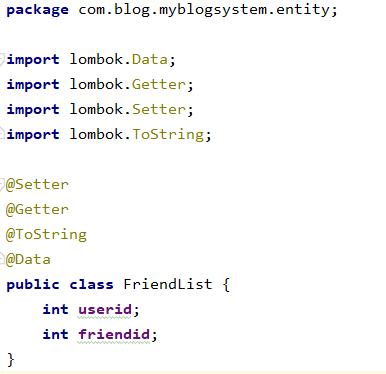 package com.blog.myblogsystem.entity;
import lombok.Data;
import lombok.Getter;
import lombok.Setter;
import lombok.ToString;
@Setter
@Getter
@ToString
@Data
public class FriendList {
    int userid;
    int friendid;
}